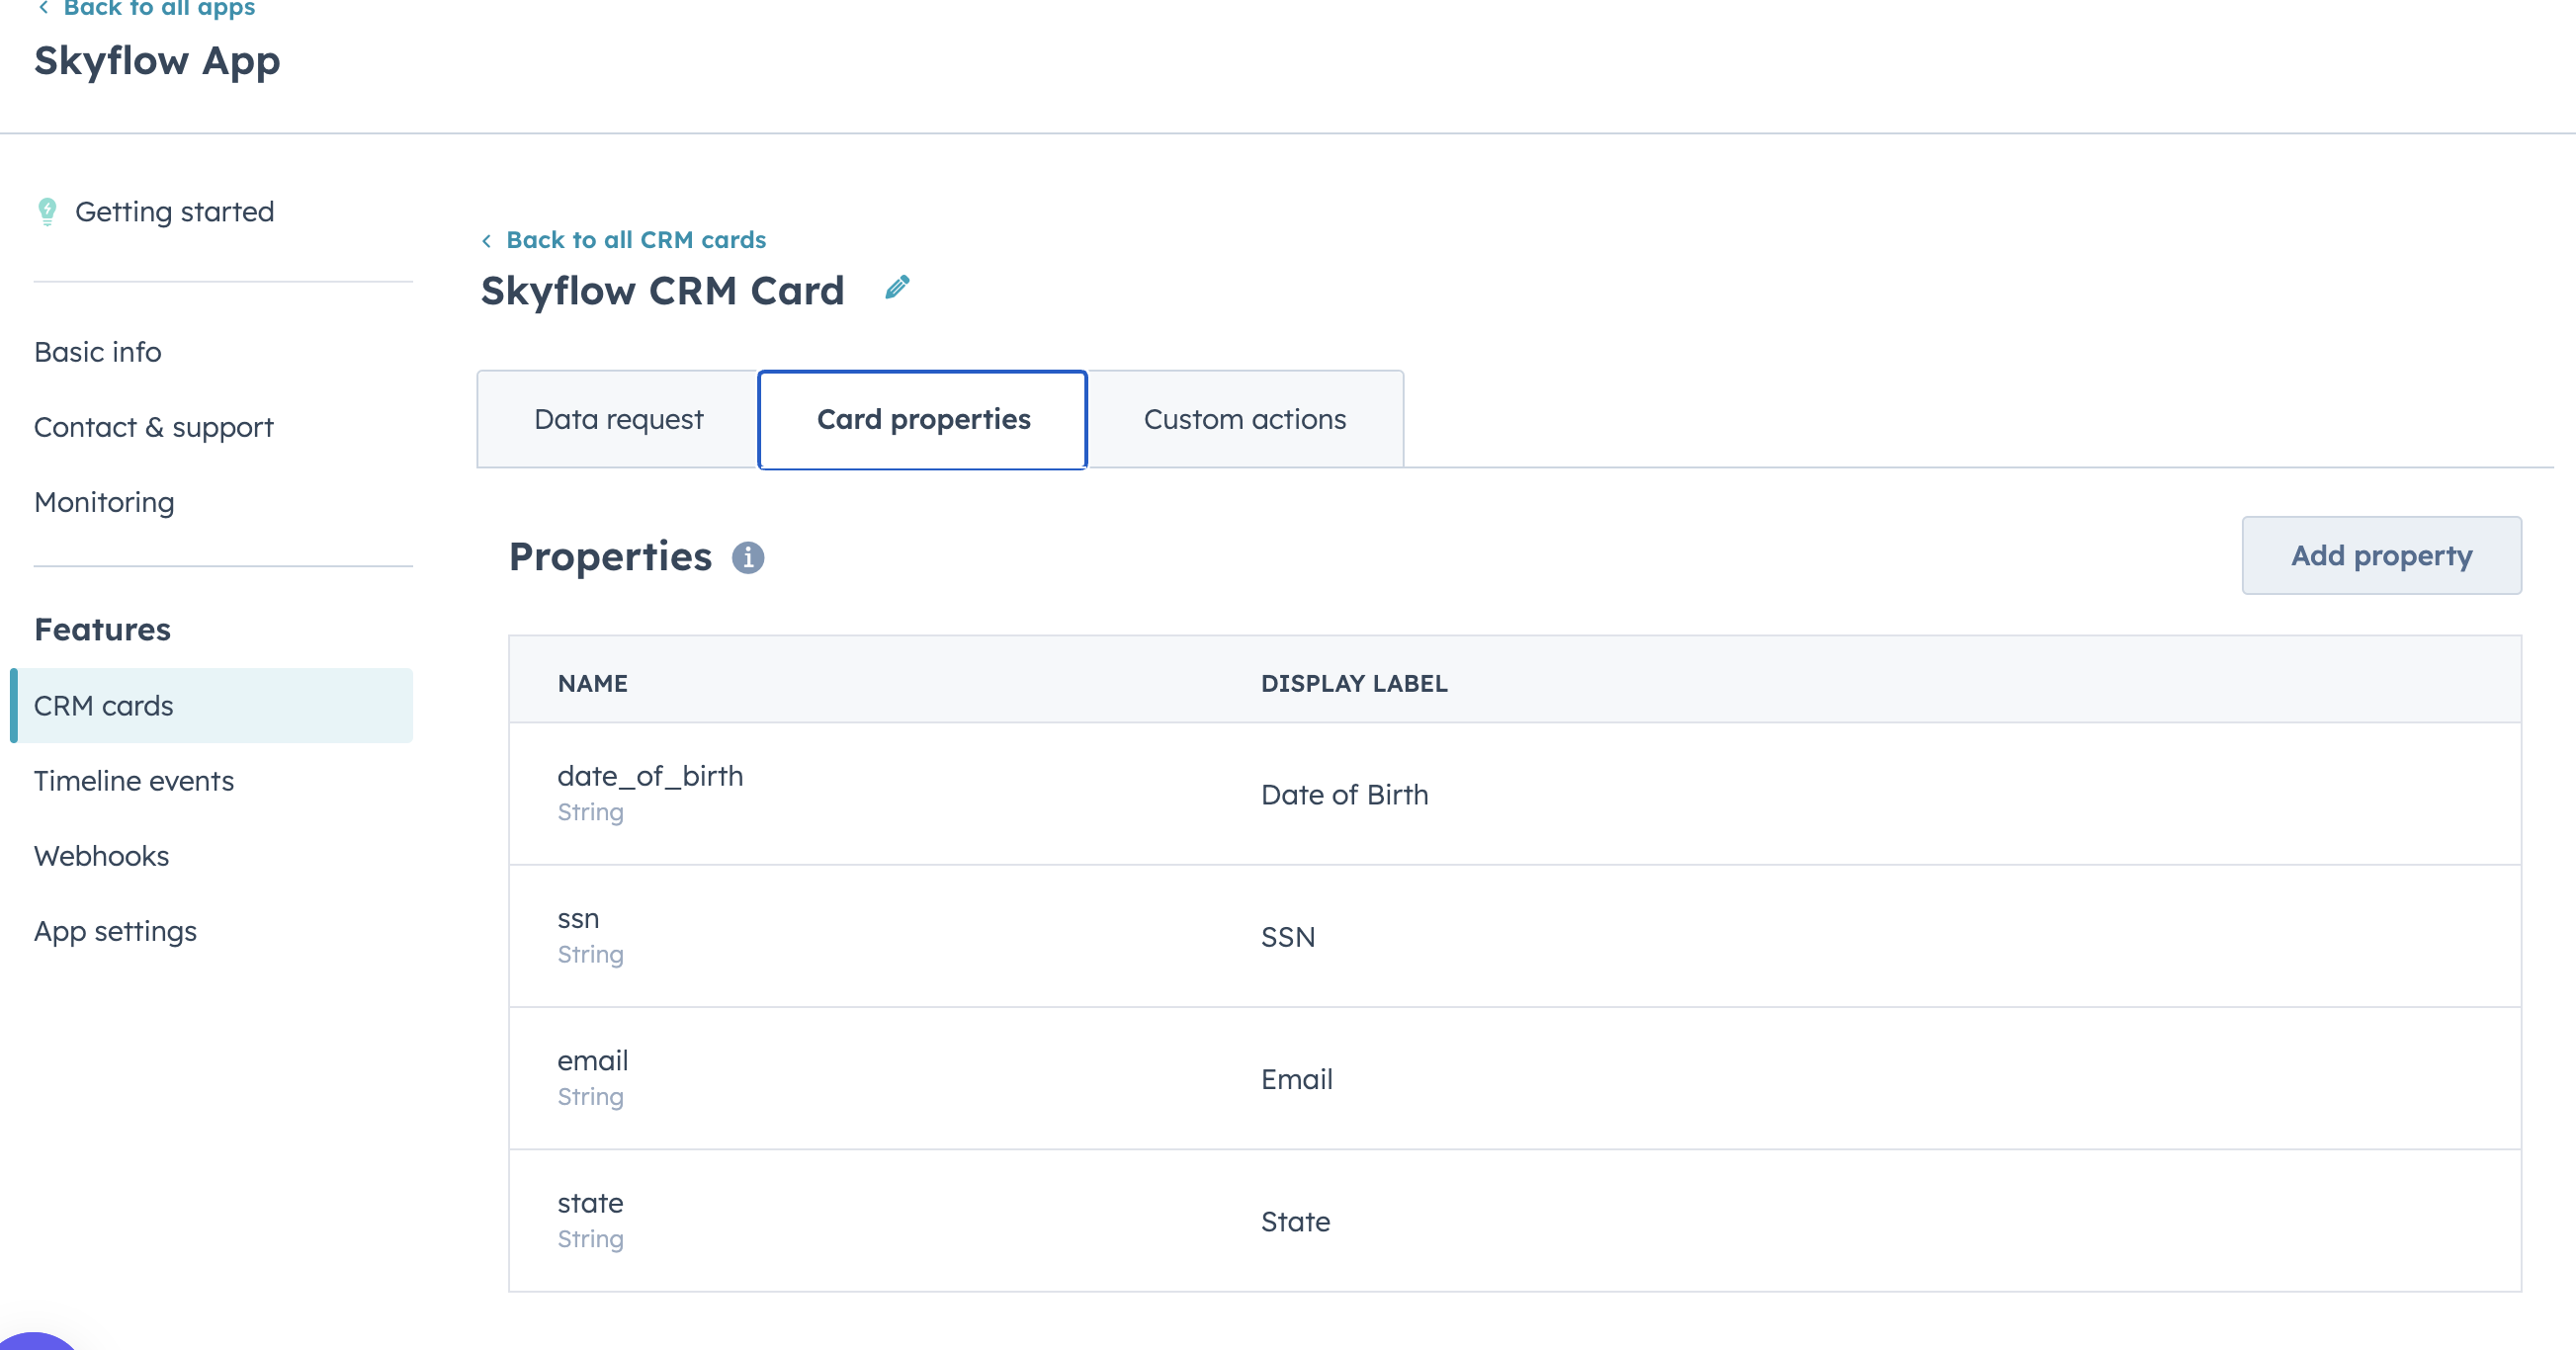 Back to all apps
Skyflow App
Getting started
Basic info
Contact & support
Monitoring
Features
CRM cards
Timeline events
Webhooks
App settings
Back to all CRM cards
Skyflow CRM Card
Data request
Card properties
Custom actions
Properties
Add property
NAME
DISPLAY LABEL
date_of_birth
String
Date of Birth
ssn
String
SSN
email
String
Email
state
String
State